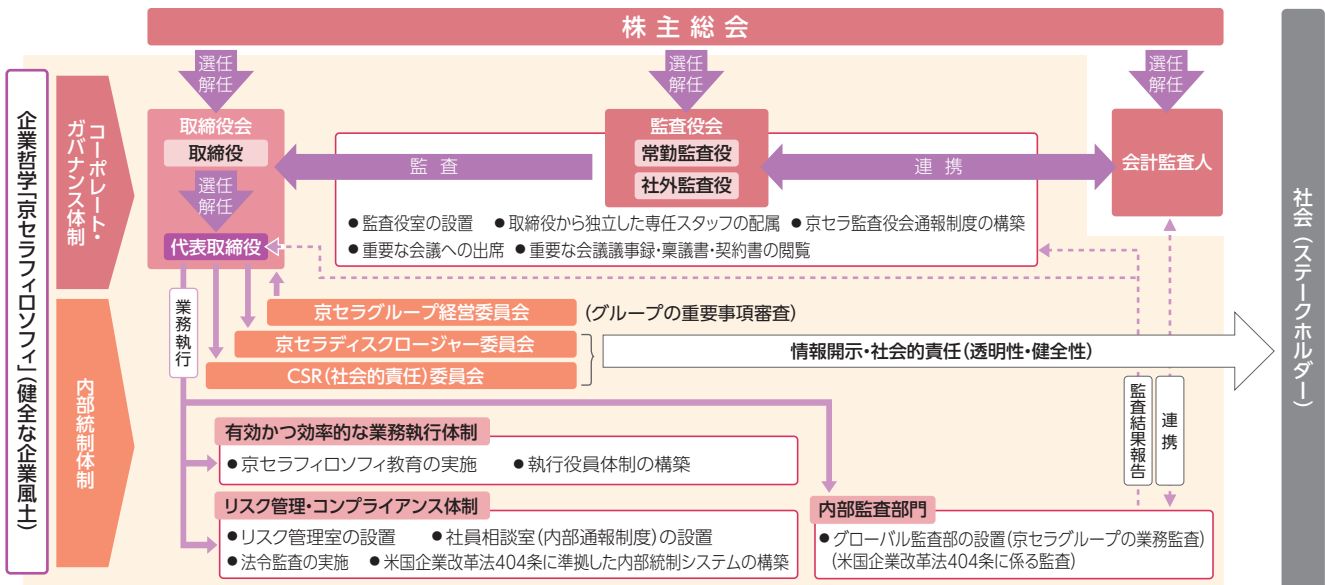 株主総会
選任
解任
選任
解任
選任
解任
企業哲学「京セラフィロソフィ」(健全な企業風土)
コーポレート・
ガバナンス体制
取締役会
取締役
選任
解任
代表取締役
監査
監査役会
常勤監査役
社外監査役
連携
会計監査人
●監査役室の設置 ●取締役から独立した専任スタッフの配属 ●京セラ監査役会通報制度の構築
●重要な会議への出席 ●重要な会議議事録・稟議書・契約書の閲覧
社会(ステークホルダー)
内部統制体制
業務執行
京セラグループ経営委員会 (グループの重要事項審査)
京セラディスクロージャー委員会
CSR(社会的責任)委員会
情報開示・社会的責任(透明性・健全性)
監査結果報告
連携
有効かつ効率的な業務執行体制
●京セラフィロソフィ教育の実施 ●執行役員体制の構築
リスク管理・コンプライアンス体制
●リスク管理室の設置 ●社員相談室(内部通報制度)の設置
●法令監査の実施 ●米国企業改革法404条に準拠した内部統制システムの構築
内部監査部門
●グローバル監査部の設置(京セラグループの業務監査)
(米国企業改革法404条に係る監査)